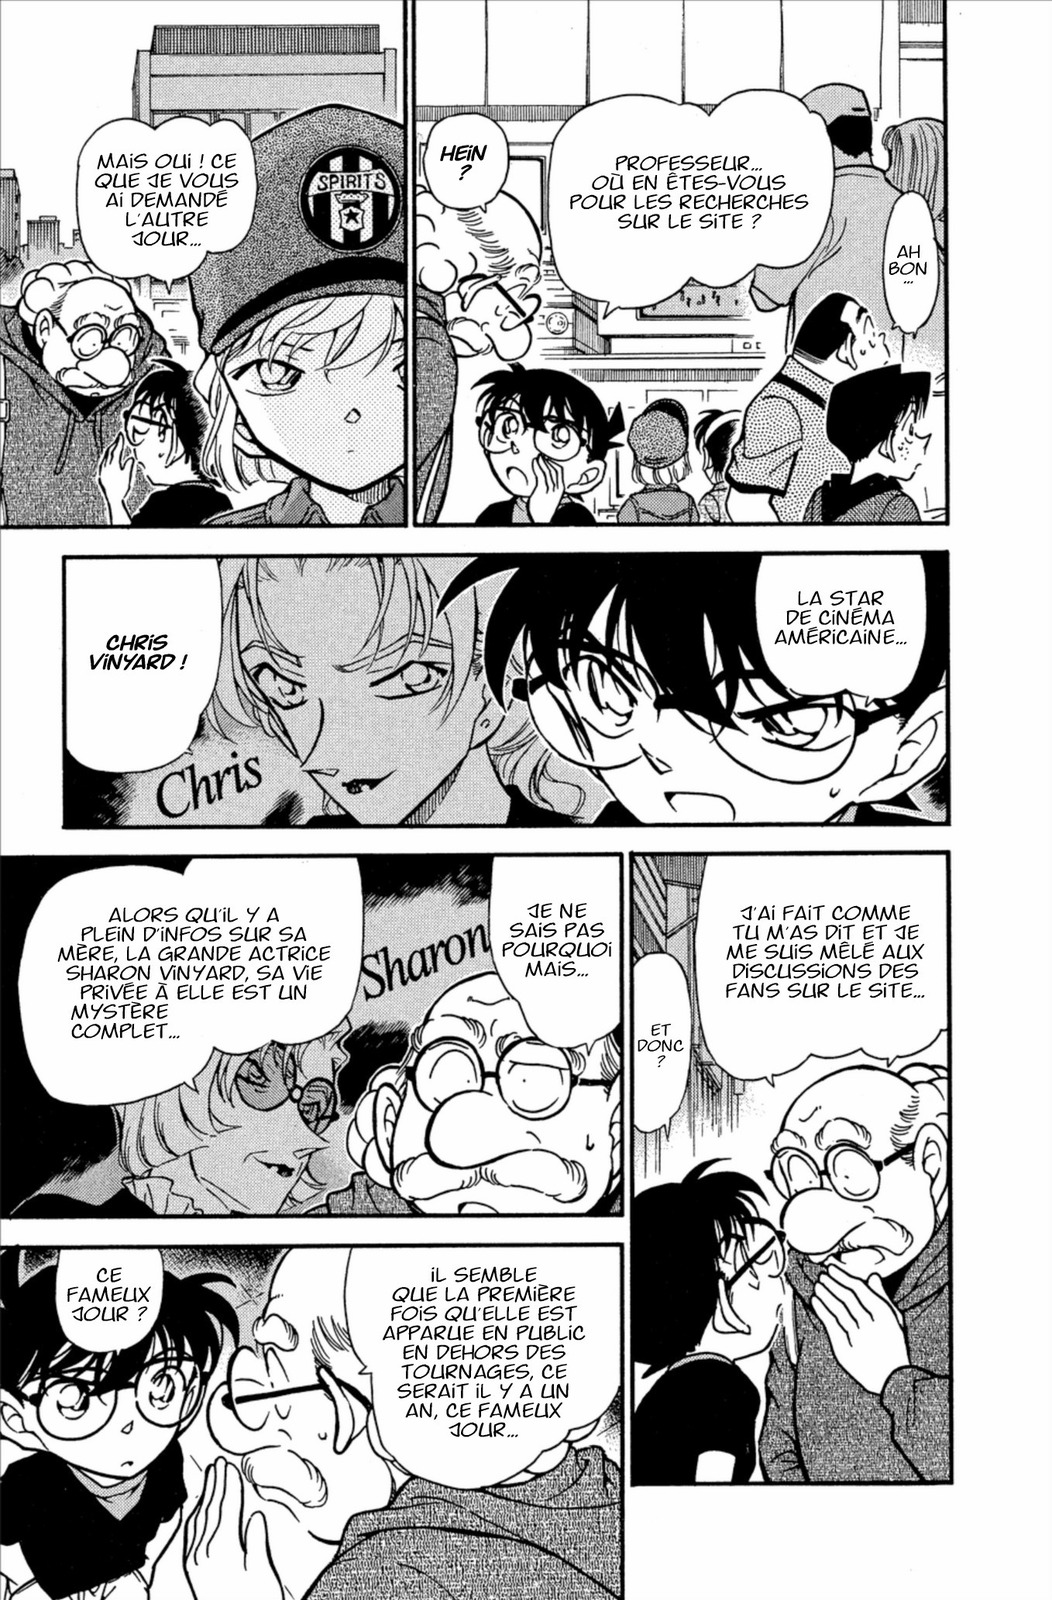 AH
BON
...
PROFESSEUR...
OÙ EN ÊTES-VOUS
POUR LES RECHERCHES
SUR LE SITE ?
HEIN
?
MAIS OUI ! CE
QUE JE VOUS
AI DEMANDÉ
L'AUTRE
JOUR...
SPIRITS
LA STAR
DE CINÉMA
AMÉRICAINE...
CHRIS
VINYARD !
Chris
J'AI FAIT COMME
TU M'AS DIT ET JE
ME SUIS MÊLÉ AUX
DISCUSSIONS DES
FANS SUR LE SITE...
ET
DONC
?
JE NE
SAIS PAS
POURQUOI
MAIS...
Sharon
ALORS QU'IL Y A
PLEIN D'INFOS SUR SA
MÈRE, LA GRANDE ACTRICE
SHARON VINYARD, SA VIE
PRIVÉE À ELLE EST UN
MYSTÈRE
COMPLET...
IL SEMBLE
QUE LA PREMIÈRE
FOIS QU'ELLE EST
APPARUE EN PUBLIC
EN DEHORS DES
TOURNAGES, CE
SERAIT IL Y A UN
AN, CE FAMEUX
JOUR...
CE
FAMEUX
JOUR ?